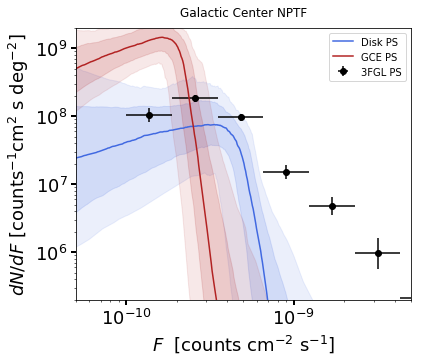 Galactic Center NPTF
Disk PS
GCE PS
3FGL PS
dN/dF [counts⁻¹cm² s deg⁻²]
10⁹
10⁸
10⁷
10⁶
10⁻¹⁰
10⁻⁹
F [counts cm⁻² s⁻¹]